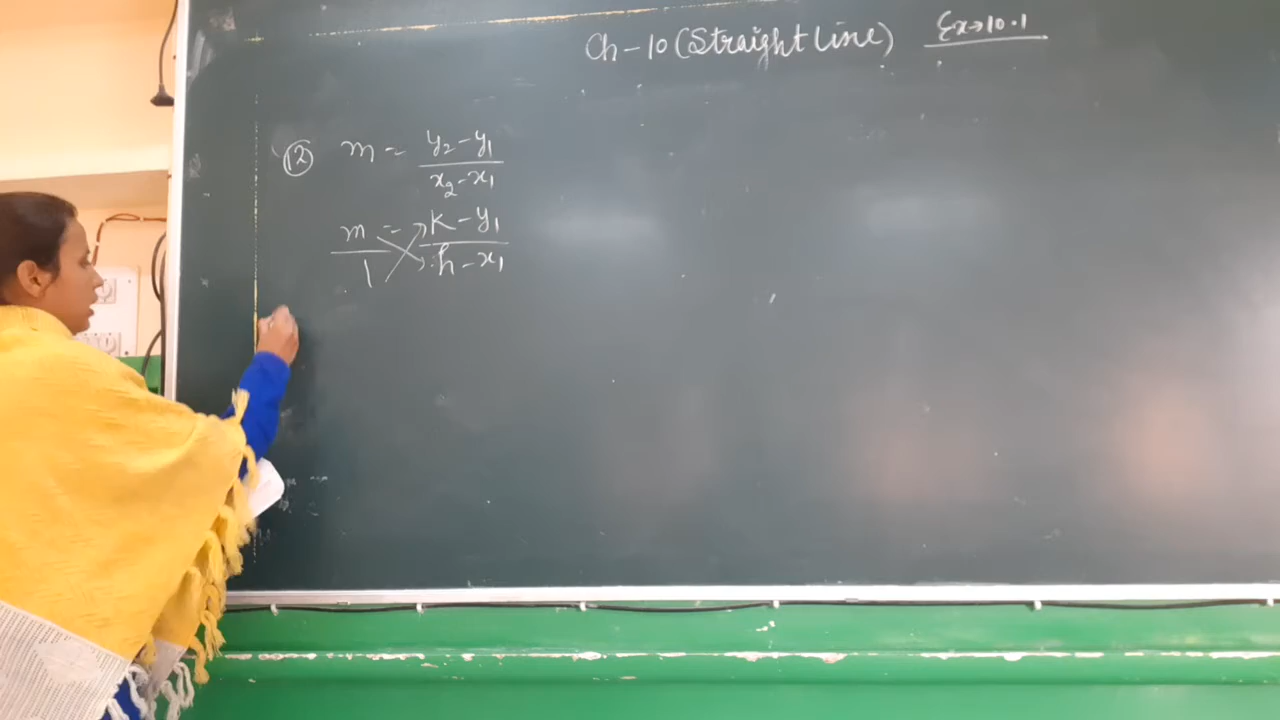 Ch-10 (Straight Line) Ex→10.1
(12) m = y₂-y₁/x₂-x₁
m/1 = K-y₁/h-x₁